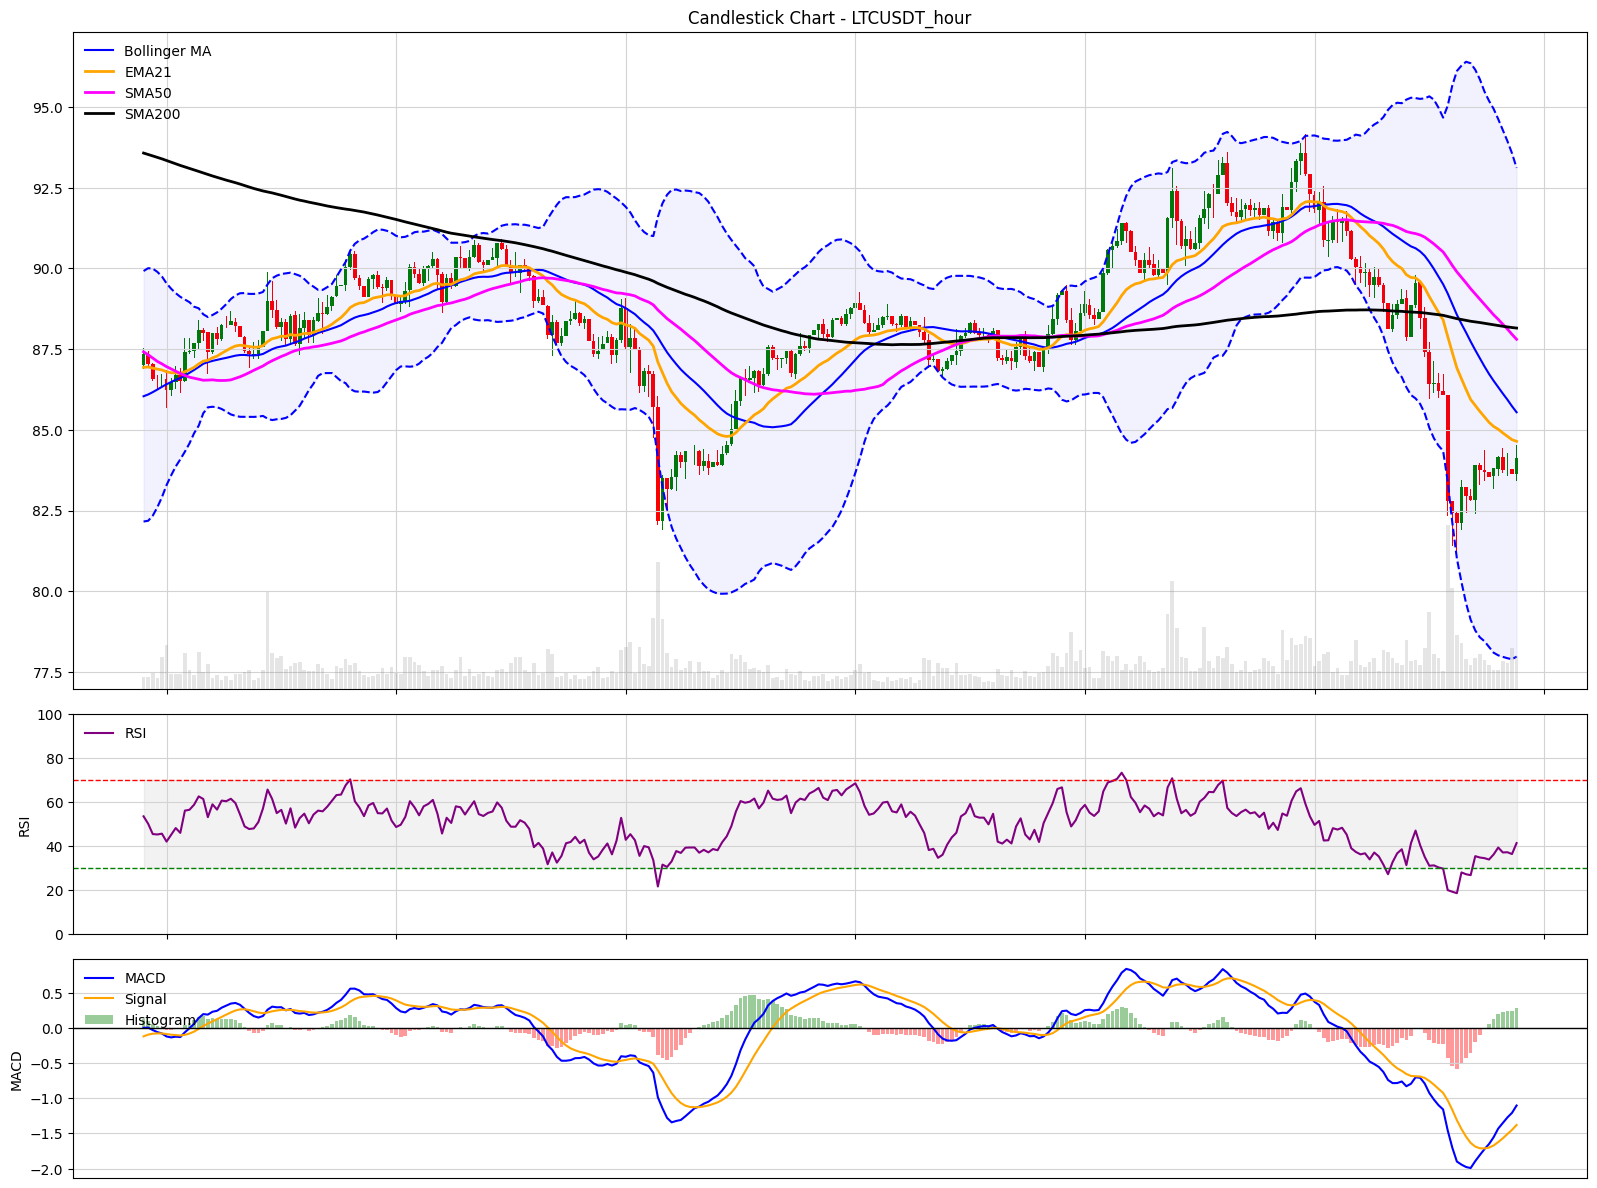 Candlestick Chart - LTCUSDT_hour
Bollinger MA
EMA21
SMA50
SMA200
95.0
92.5
90.0
87.5
85.0
82.5
80.0
77.5
RSI
100
80
60
40
20
0
RSI
MACD
Signal
Histogram
0.5
0.0
−0.5
−1.0
−1.5
−2.0
MACD